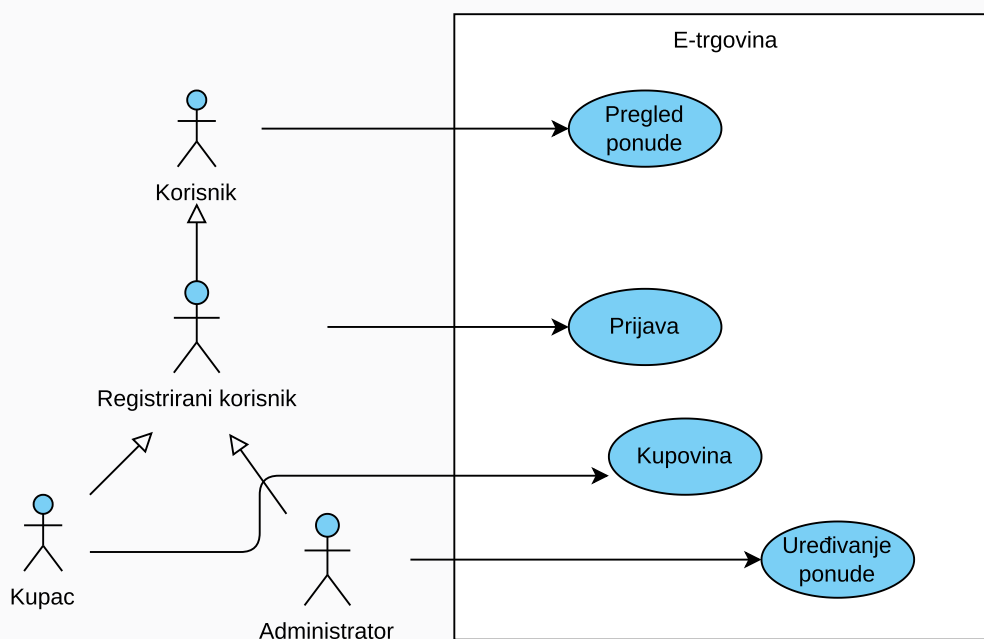 E-trgovina
Pregled
ponude
Korisnik
Prijava
Registrirani korisnik
Kupovina
Uređivanje
ponude
Kupac
Administrator